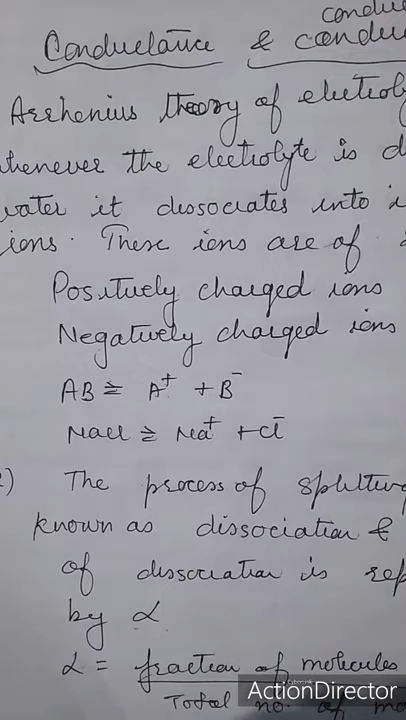 Conductance & condu
Arrhenius theory of electrol
whenever the electrolyte is d
water it dissociates into i
ions. These ions are of
Positively charged ions
Negatively charged ions
AB ⇌ A⁺ + B⁻
NaCl ⇌ Na⁺ + Cl⁻
The process of splitting
known as dissociation &
of dissociation is rep
by α
α = fraction of molecules
Total no. of mo
CyberLink
ActionDirector